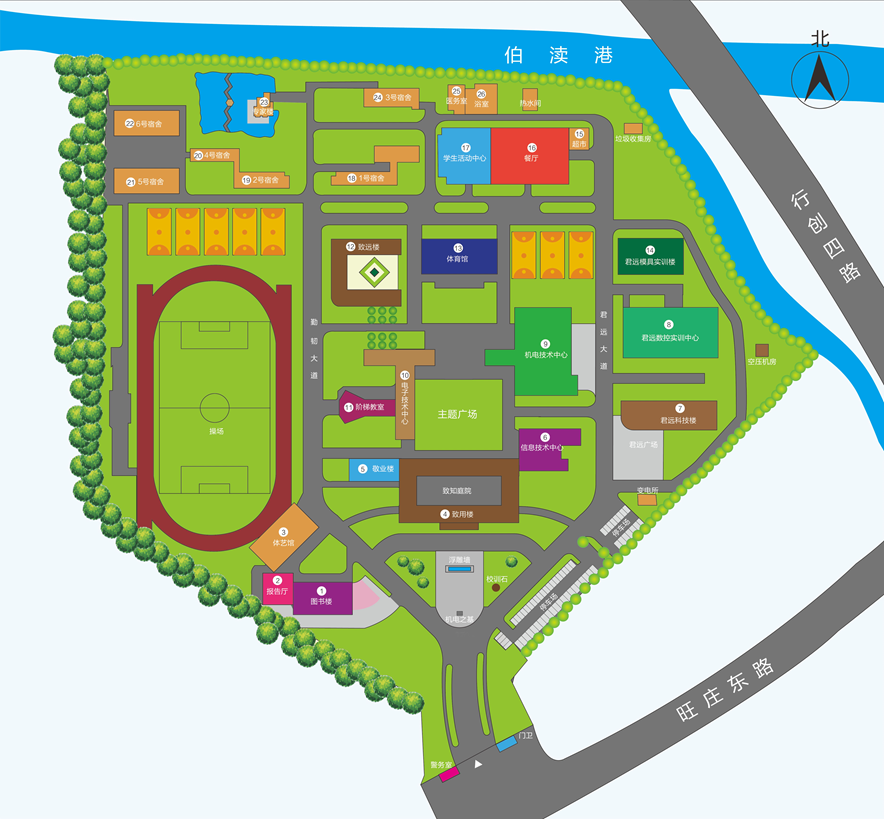 伯渎港
北
行创四路
25
医务室
26
浴室
热水间
24 3号宿舍
23
专家楼
22 6号宿舍
垃圾收集房
15
超市
16
餐厅
17
学生活动中心
20 4号宿舍
21 5号宿舍
19 2号宿舍
18 1号宿舍
12 致远楼
13
体育馆
14
君远模具实训楼
勤韧大道
君远大道
8
君远数控实训中心
9
机电技术中心
空压机房
10
电子技术中心
11 阶梯教室
主题广场
7
君远科技楼
操场
6
信息技术中心
君远广场
5 敬业楼
致知庭院
变电所
4 致用楼
停车场
3
体艺馆
浮雕墙
校训石
停车场
2
报告厅
1
图书楼
机电之基
旺庄东路
门卫
警务室